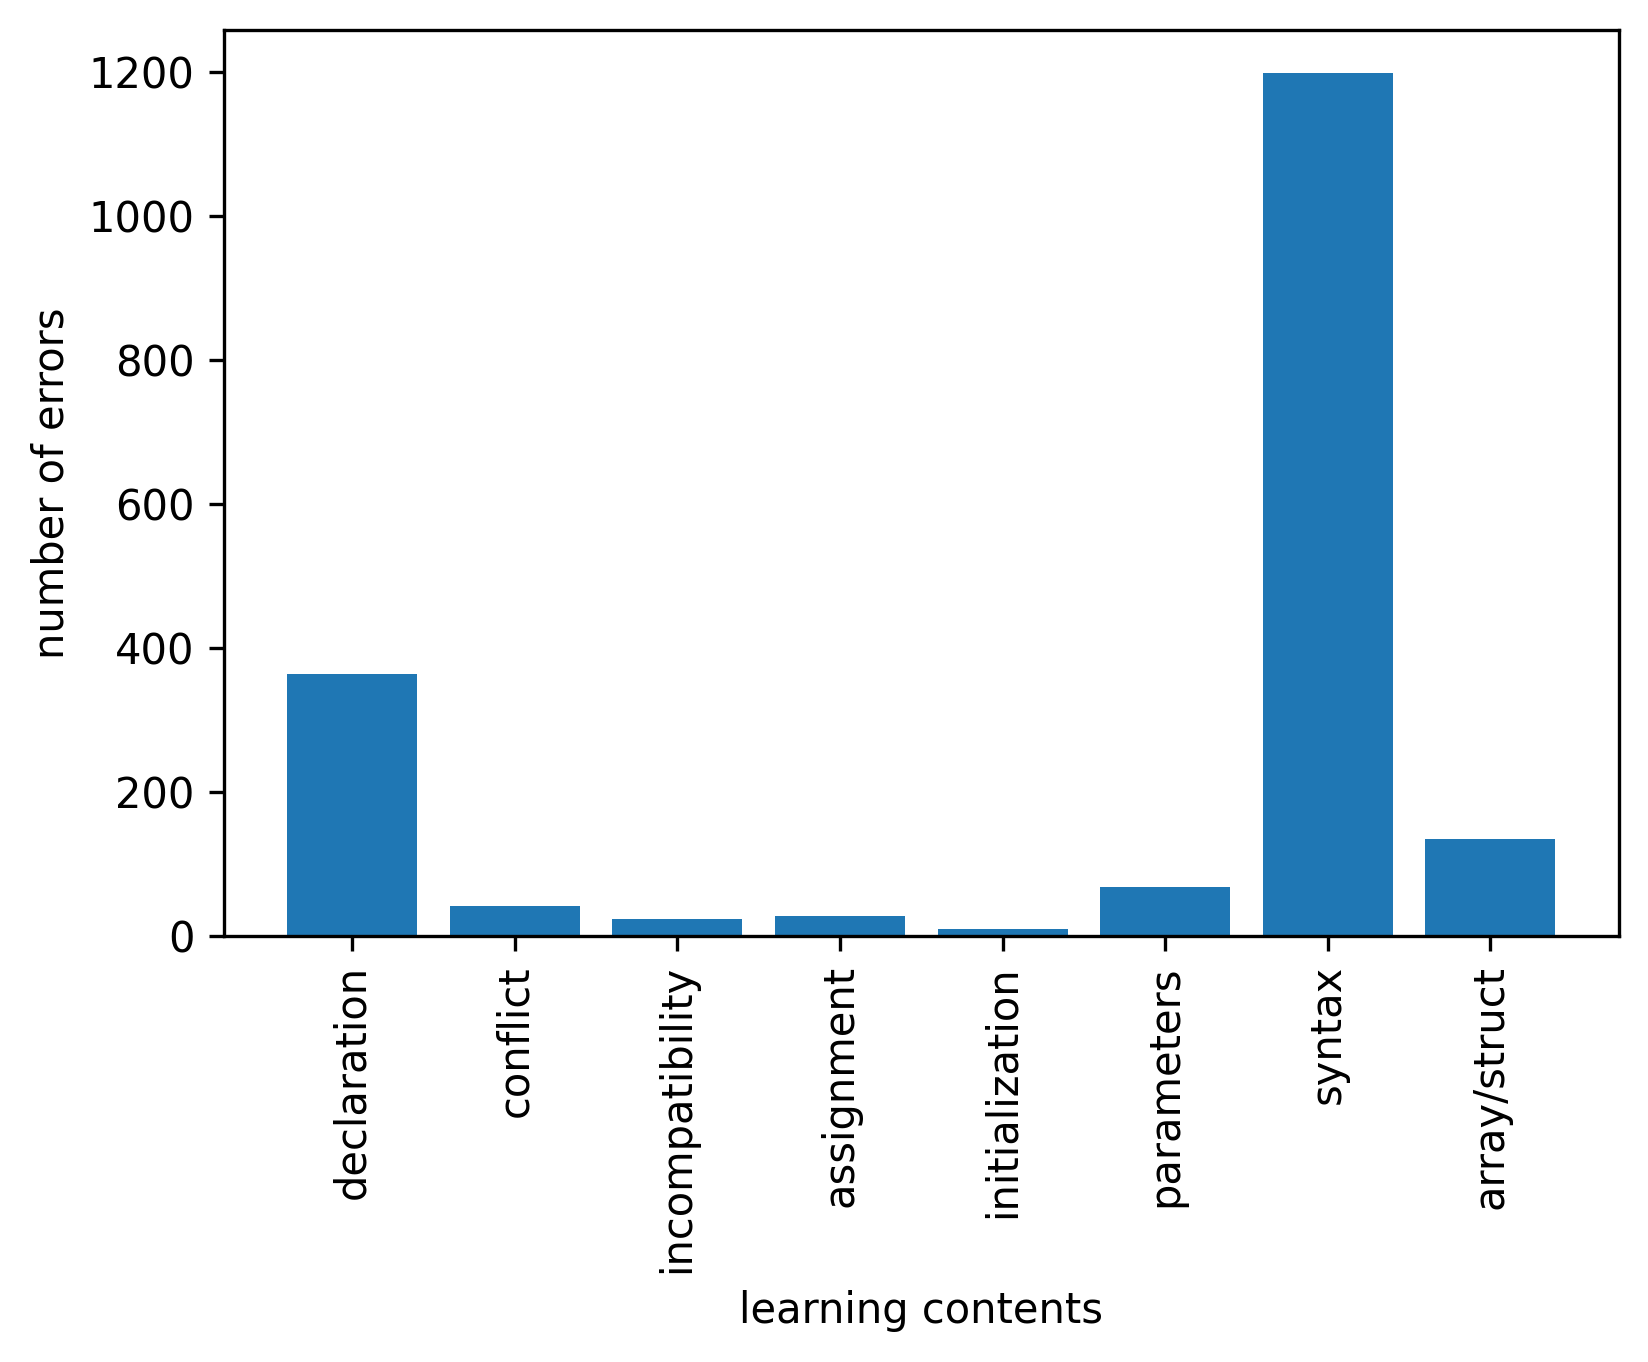 1200
1000
800
600
400
200
0
number of errors
declaration
conflict
incompatibility
assignment
initialization
parameters
syntax
array/struct
learning contents